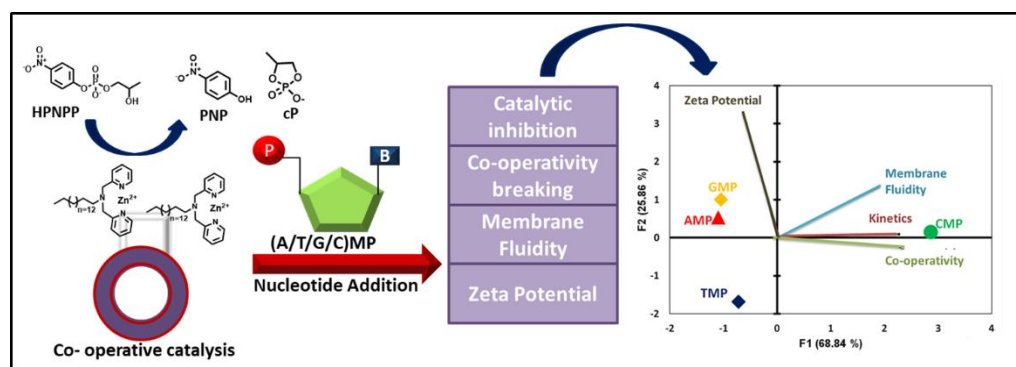 ⁻O
O
HPNPP
OH
PNP
OH
cP
O⁻
n=12
Zn²⁺
n=12
Zn²⁺
Co- operative catalysis
P
B
(A/T/G/C)MP
Nucleotide Addition
Catalytic
inhibition
Co-operativity
breaking
Membrane
Fluidity
Zeta Potential
F2 (25.86 %)
4
3
2
1
0
-1
-2
-2
-1
0
1
2
3
4
F1 (68.84 %)
Zeta Potential
Membrane
Fluidity
GMP
AMP
Kinetics
CMP
Co-operativity
TMP